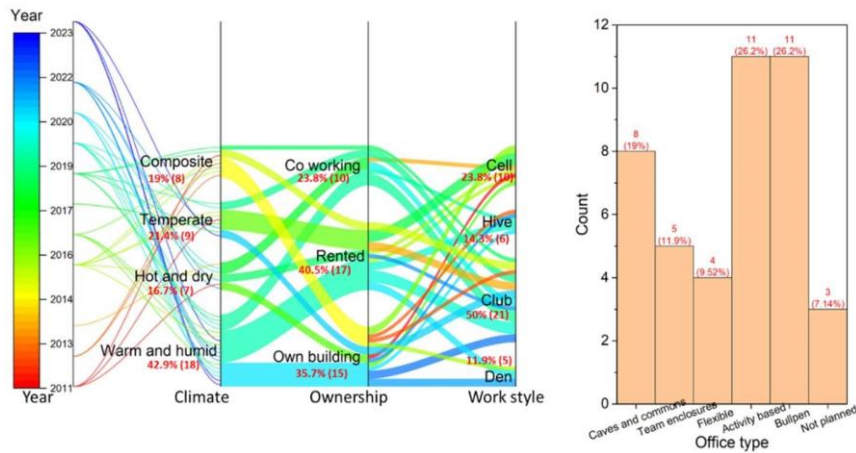 Year
2023
2022
2020
2019
2017
2016
2014
2013
2011
Year
Composite
19% (8)
Temperate
21.4% (9)
Hot and dry
16.7% (7)
Warm and humid
42.9% (18)
Climate
Co working
23.8% (10)
Rented
40.5% (17)
Own building
35.7% (15)
Ownership
Cell
Hive
14.3% (6)
Club
50% (21)
11.9% (5)
Den
Work style
12
10
8
6
4
2
0
Count
8
(19%)
5
(11.9%)
4
(9.52%)
11
(26.2%)
11
(26.2%)
3
(7.14%)
Caves and commons
Team enclosures
Flexible
Activity based
Bullpen
Not planned
Office type